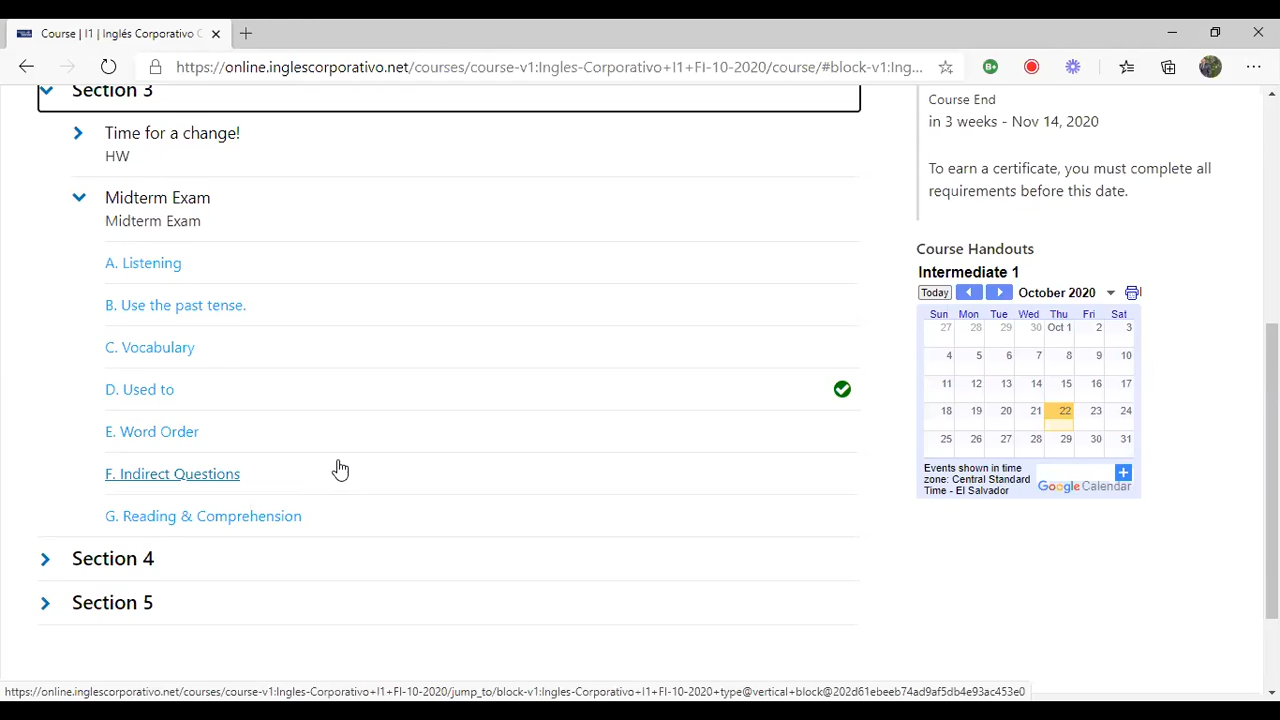 Course | I1 | Inglés Corporativo C
https://online.inglescorporativo.net/courses/course-v1:Ingles-Corporativo+I1+FI-10-2020/course/#block-v1:Ing...
Section 3
Time for a change!
HW
Midterm Exam
Midterm Exam
A. Listening
B. Use the past tense.
C. Vocabulary
D. Used to
E. Word Order
F. Indirect Questions
G. Reading & Comprehension
Section 4
Section 5
Course End
in 3 weeks - Nov 14, 2020
To earn a certificate, you must complete all
requirements before this date.
Course Handouts
Intermediate 1
Today October 2020
Sun Mon Tue Wed Thu Fri Sat
27 28 29 30 Oct 1 2 3
4 5 6 7 8 9 10
11 12 13 14 15 16 17
18 19 20 21 22 23 24
25 26 27 28 29 30 31
Events shown in time
zone: Central Standard
Time - El Salvador
Google Calendar
https://online.inglescorporativo.net/courses/course-v1:Ingles-Corporativo+I1+FI-10-2020/jump_to/block-v1:Ingles-Corporativo+I1+FI-10-2020+type@vertical+block@202d61ebeeb74ad9af5db4e93ac453e0